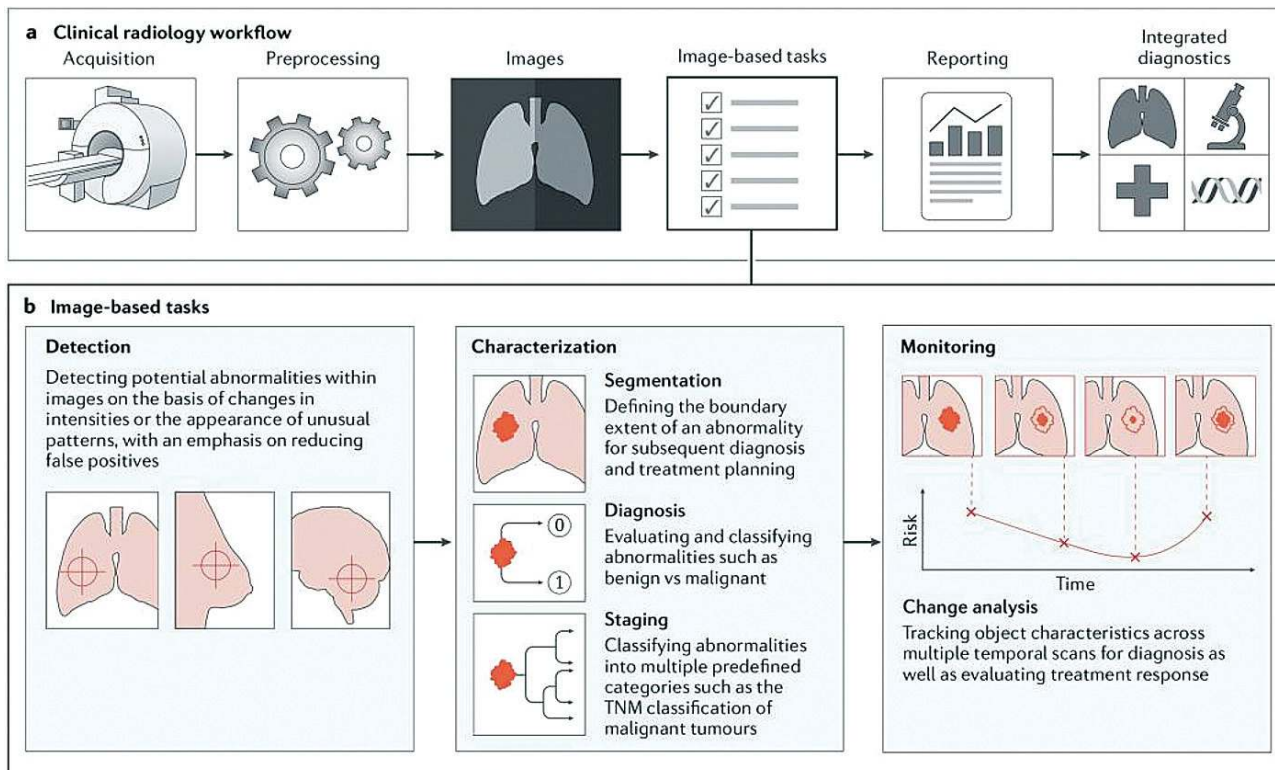 a Clinical radiology workflow
Acquisition
Preprocessing
Images
Image-based tasks
Reporting
Integrated
diagnostics
b Image-based tasks
Detection
Detecting potential abnormalities within
images on the basis of changes in
intensities or the appearance of unusual
patterns, with an emphasis on reducing
false positives
Characterization
Segmentation
Defining the boundary
extent of an abnormality
for subsequent diagnosis
and treatment planning
Diagnosis
0
1
Evaluating and classifying
abnormalities such as
benign vs malignant
Staging
Classifying abnormalities
into multiple predefined
categories such as the
TNM classification of
malignant tumours
Monitoring
Risk
Time
Change analysis
Tracking object characteristics across
multiple temporal scans for diagnosis as
well as evaluating treatment response